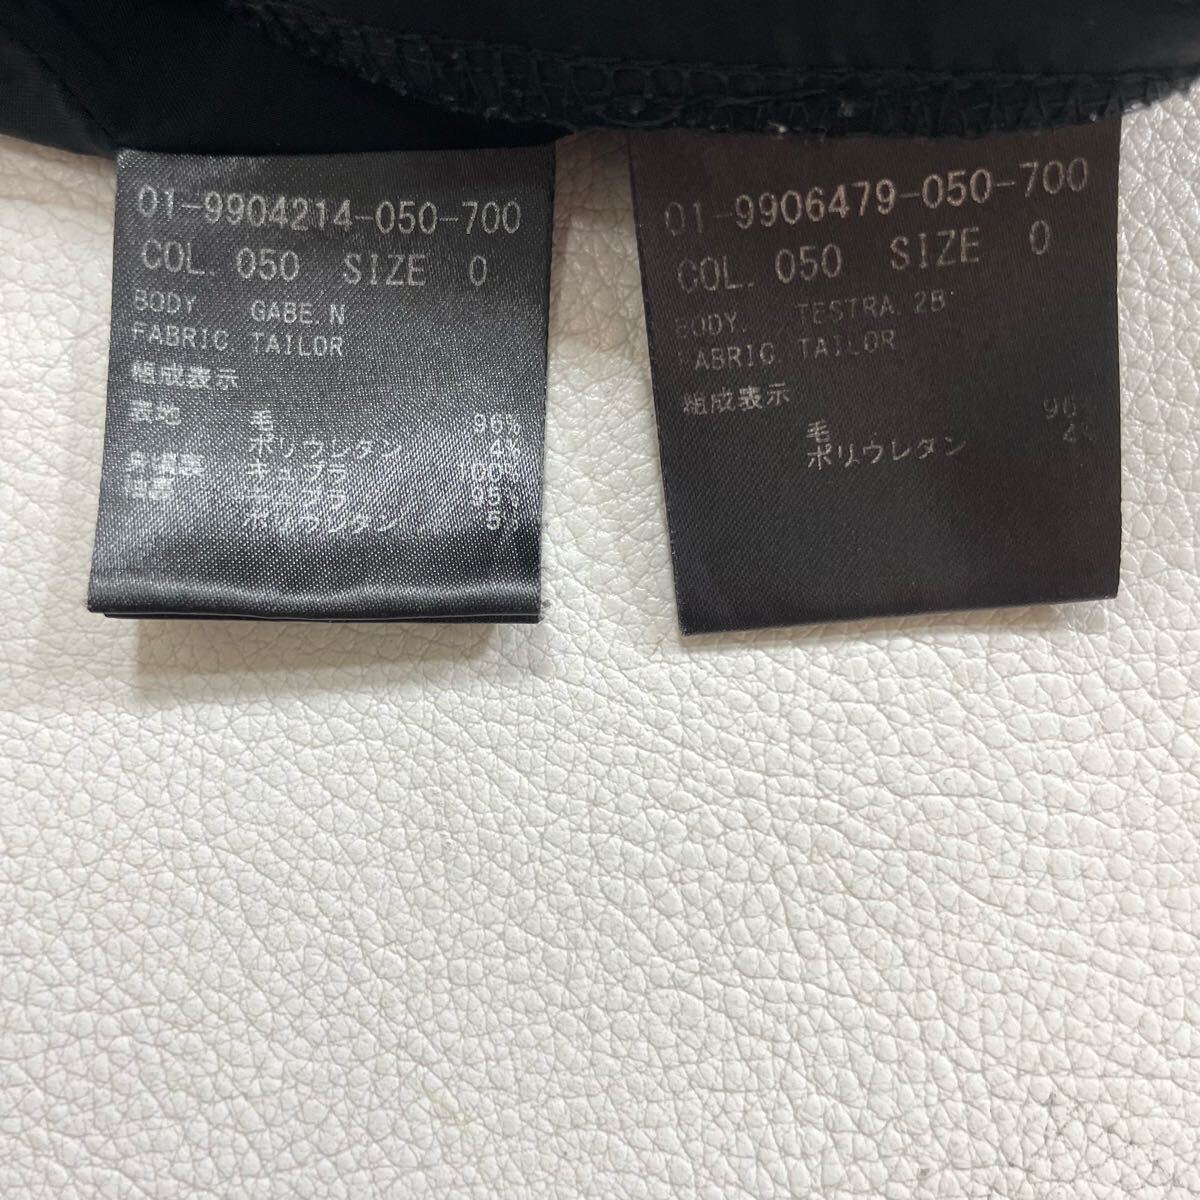 01-9904214-050-700
COL. 050 SIZE 0
BODY GABE.N
FABRIC TAILOR
組成表示
表地 毛 96%
ポリウレタン 4%
キュプラ 100%
キュプラ
ポリウレタン 5%
01-9906479-050-700
COL. 050 SIZE 0
BODY. TESTRA.2B
FABRIC TAILOR
組成表示
毛 96%
ポリウレタン 4%